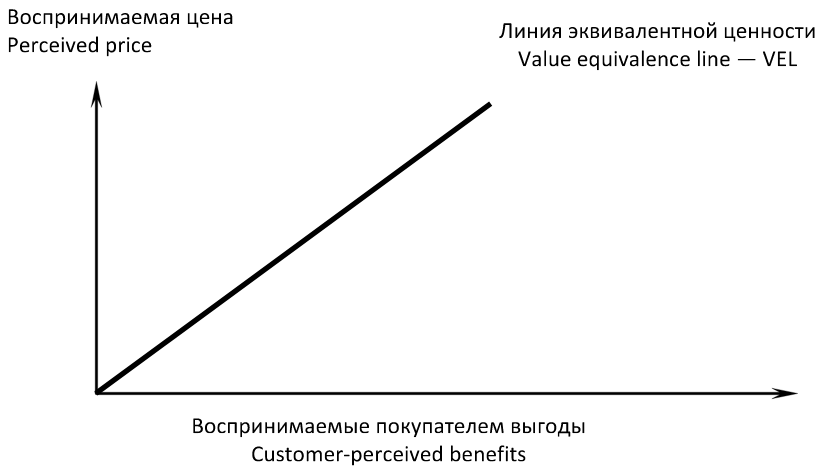 Воспринимаемая цена
Perceived price
Линия эквивалентной ценности
Value equivalence line — VEL
Воспринимаемые покупателем выгоды
Customer-perceived benefits